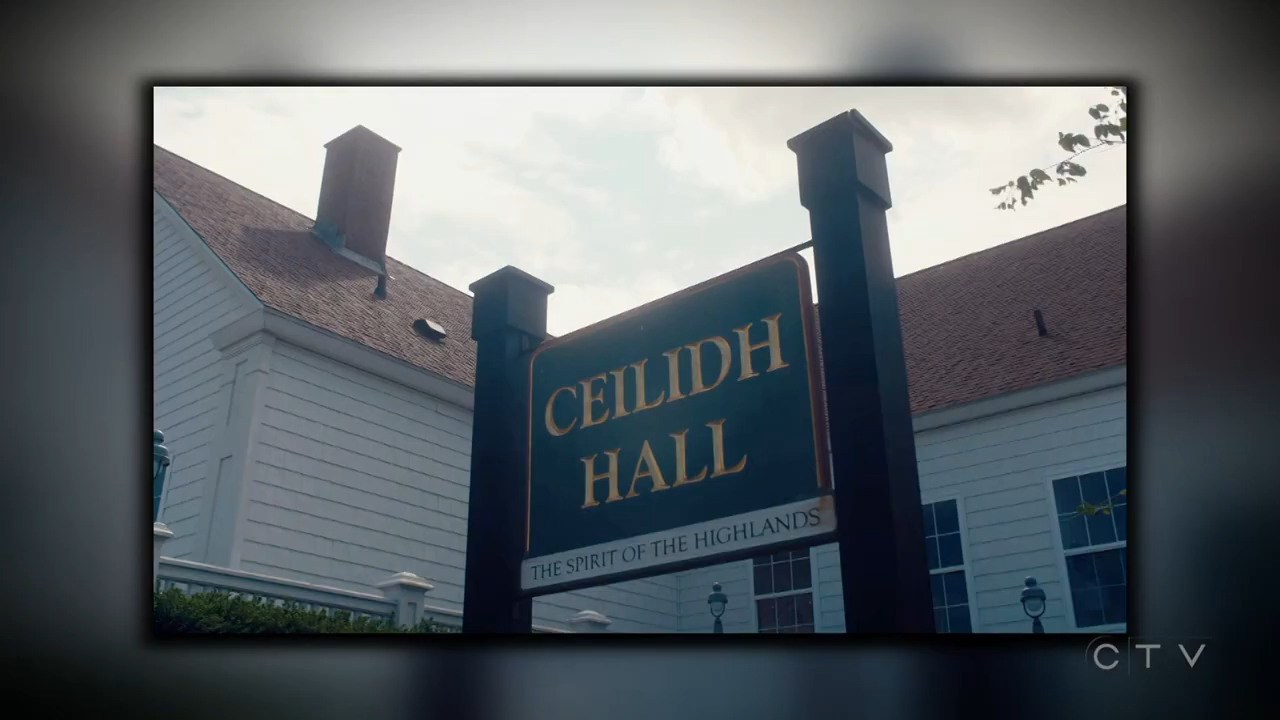 CEILIDH
HALL
THE SPIRIT OF THE HIGHLANDS
CTV